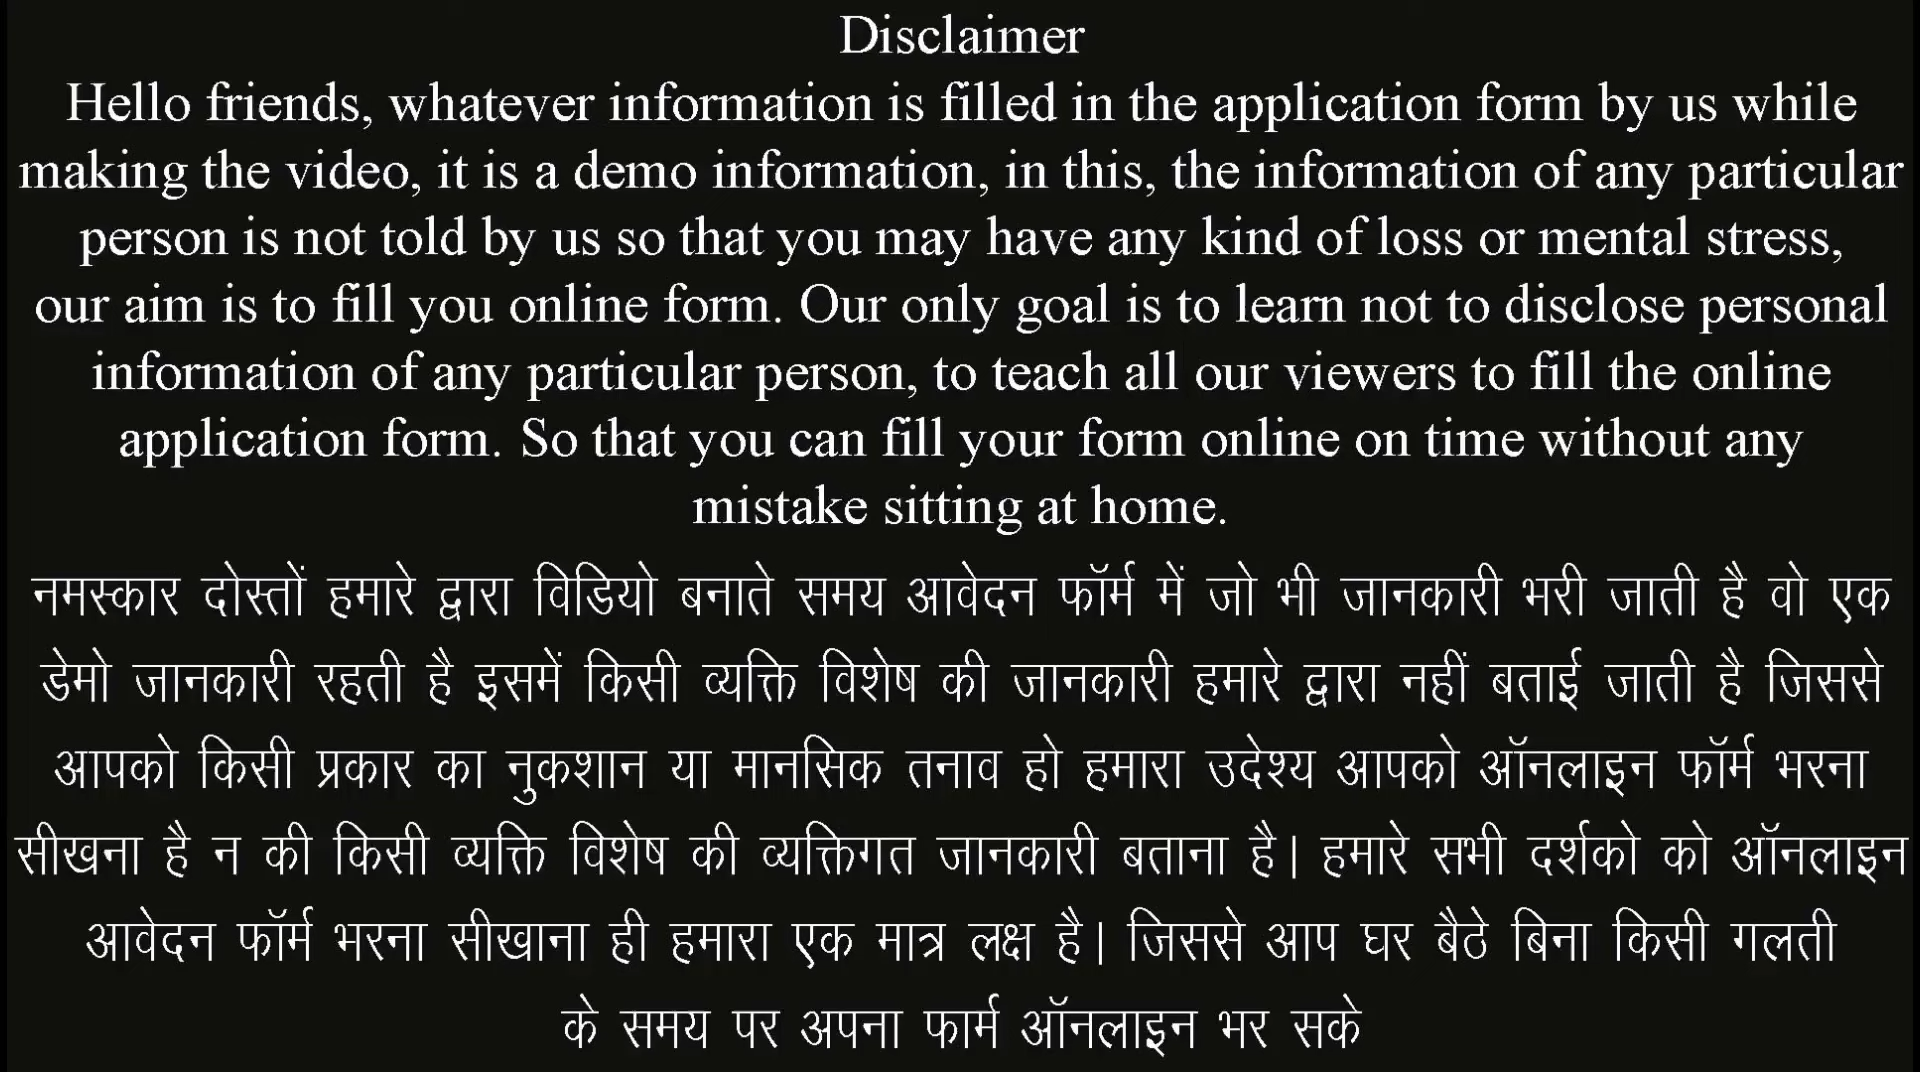 Disclaimer
Hello friends, whatever information is filled in the application form by us while
making the video, it is a demo information, in this, the information of any particular
person is not told by us so that you may have any kind of loss or mental stress,
our aim is to fill you online form. Our only goal is to learn not to disclose personal
information of any particular person, to teach all our viewers to fill the online
application form. So that you can fill your form online on time without any
mistake sitting at home.
नमस्कार दोस्तों हमारे द्वारा विडियो बनाते समय आवेदन फॉर्म में जो भी जानकारी भरी जाती है वो एक
डेमो जानकारी रहती है इसमें किसी व्यक्ति विशेष की जानकारी हमारे द्वारा नहीं बताई जाती है जिससे
आपको किसी प्रकार का नुकशान या मानसिक तनाव हो हमारा उदेश्य आपको ऑनलाइन फॉर्म भरना
सीखना है न की किसी व्यक्ति विशेष की व्यक्तिगत जानकारी बताना है। हमारे सभी दर्शको को ऑनलाइन
आवेदन फॉर्म भरना सीखाना ही हमारा एक मात्र लक्ष है। जिससे आप घर बैठे बिना किसी गलती
के समय पर अपना फार्म ऑनलाइन भर सके